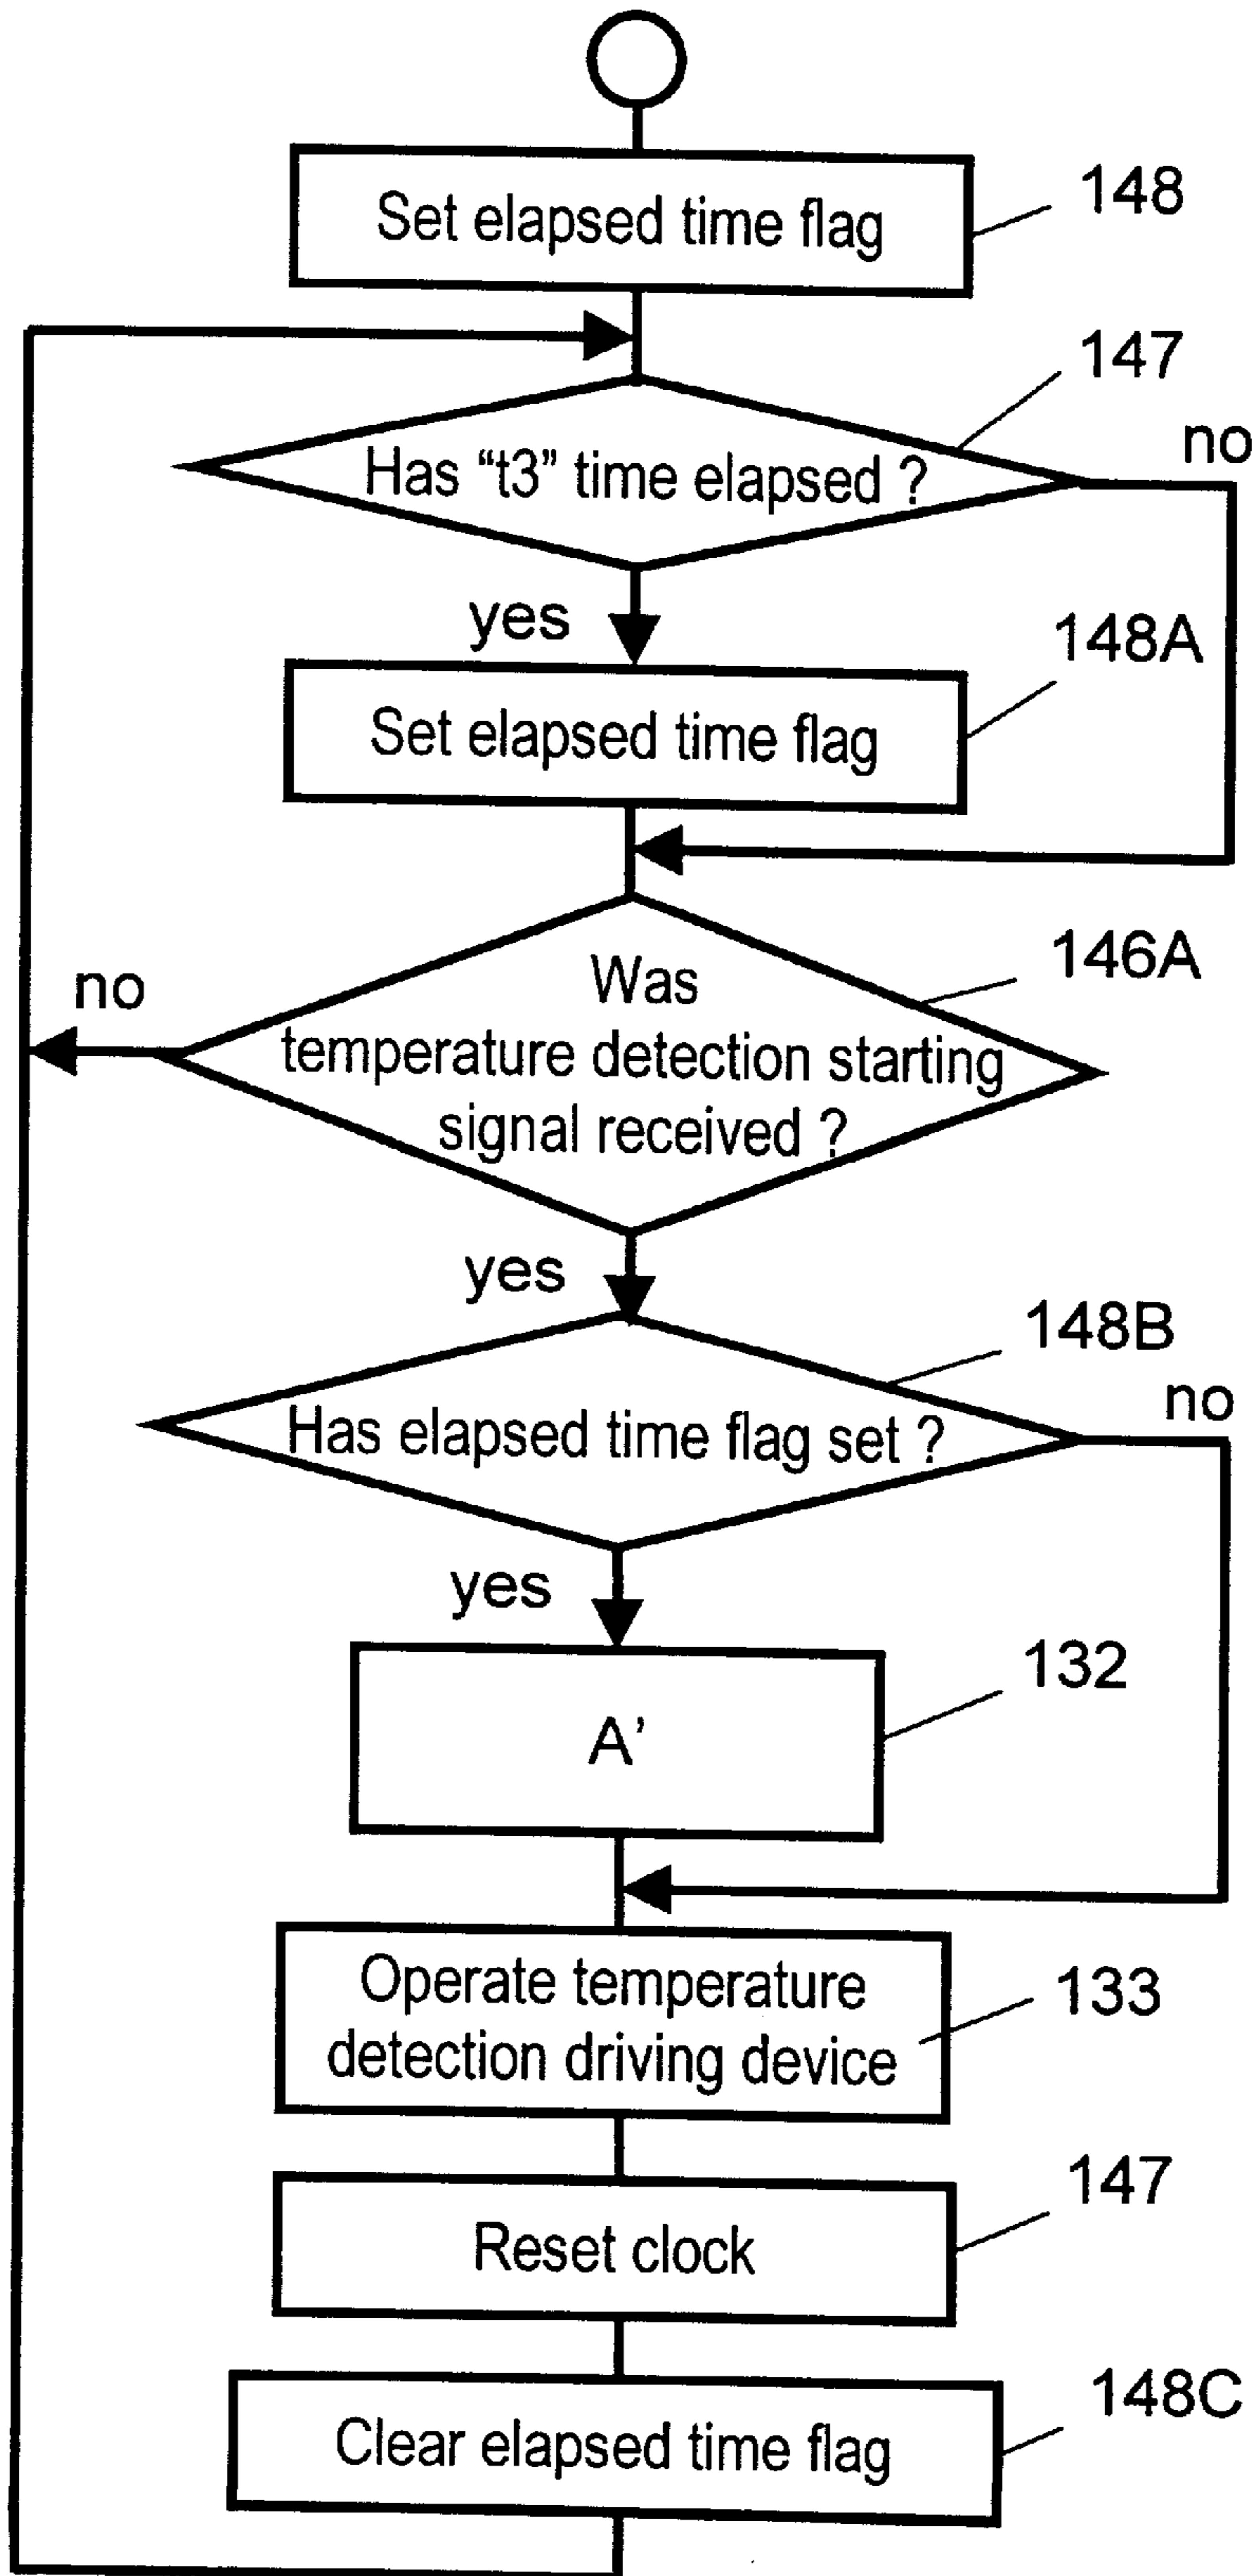 Set elapsed time flag
148
147
Has “t3” time elapsed ?
no
yes
148A
Set elapsed time flag
146A
no
Was
temperature detection starting
signal received ?
yes
148B
no
Has elapsed time flag set ?
yes
132
A’
Operate temperature
detection driving device
133
147
Reset clock
148C
Clear elapsed time flag